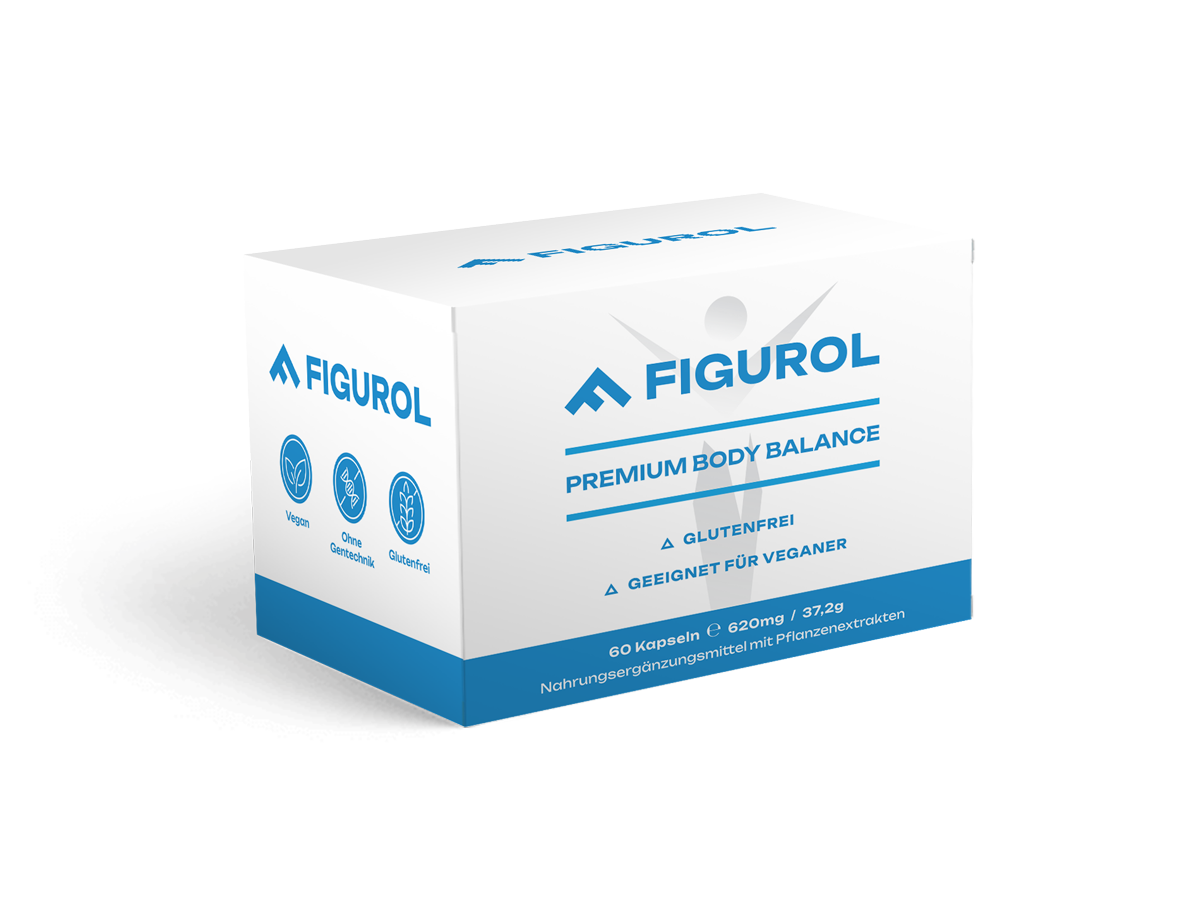 FIGUROL
FIGUROL
Vegan
Ohne
Gentechnik
Glutenfrei
FIGUROL
PREMIUM BODY BALANCE
GLUTENFREI
GEEIGNET FÜR VEGANER
60 Kapseln ℮ 620mg / 37,2g
Nahrungsergänzungsmittel mit Pflanzenextrakten